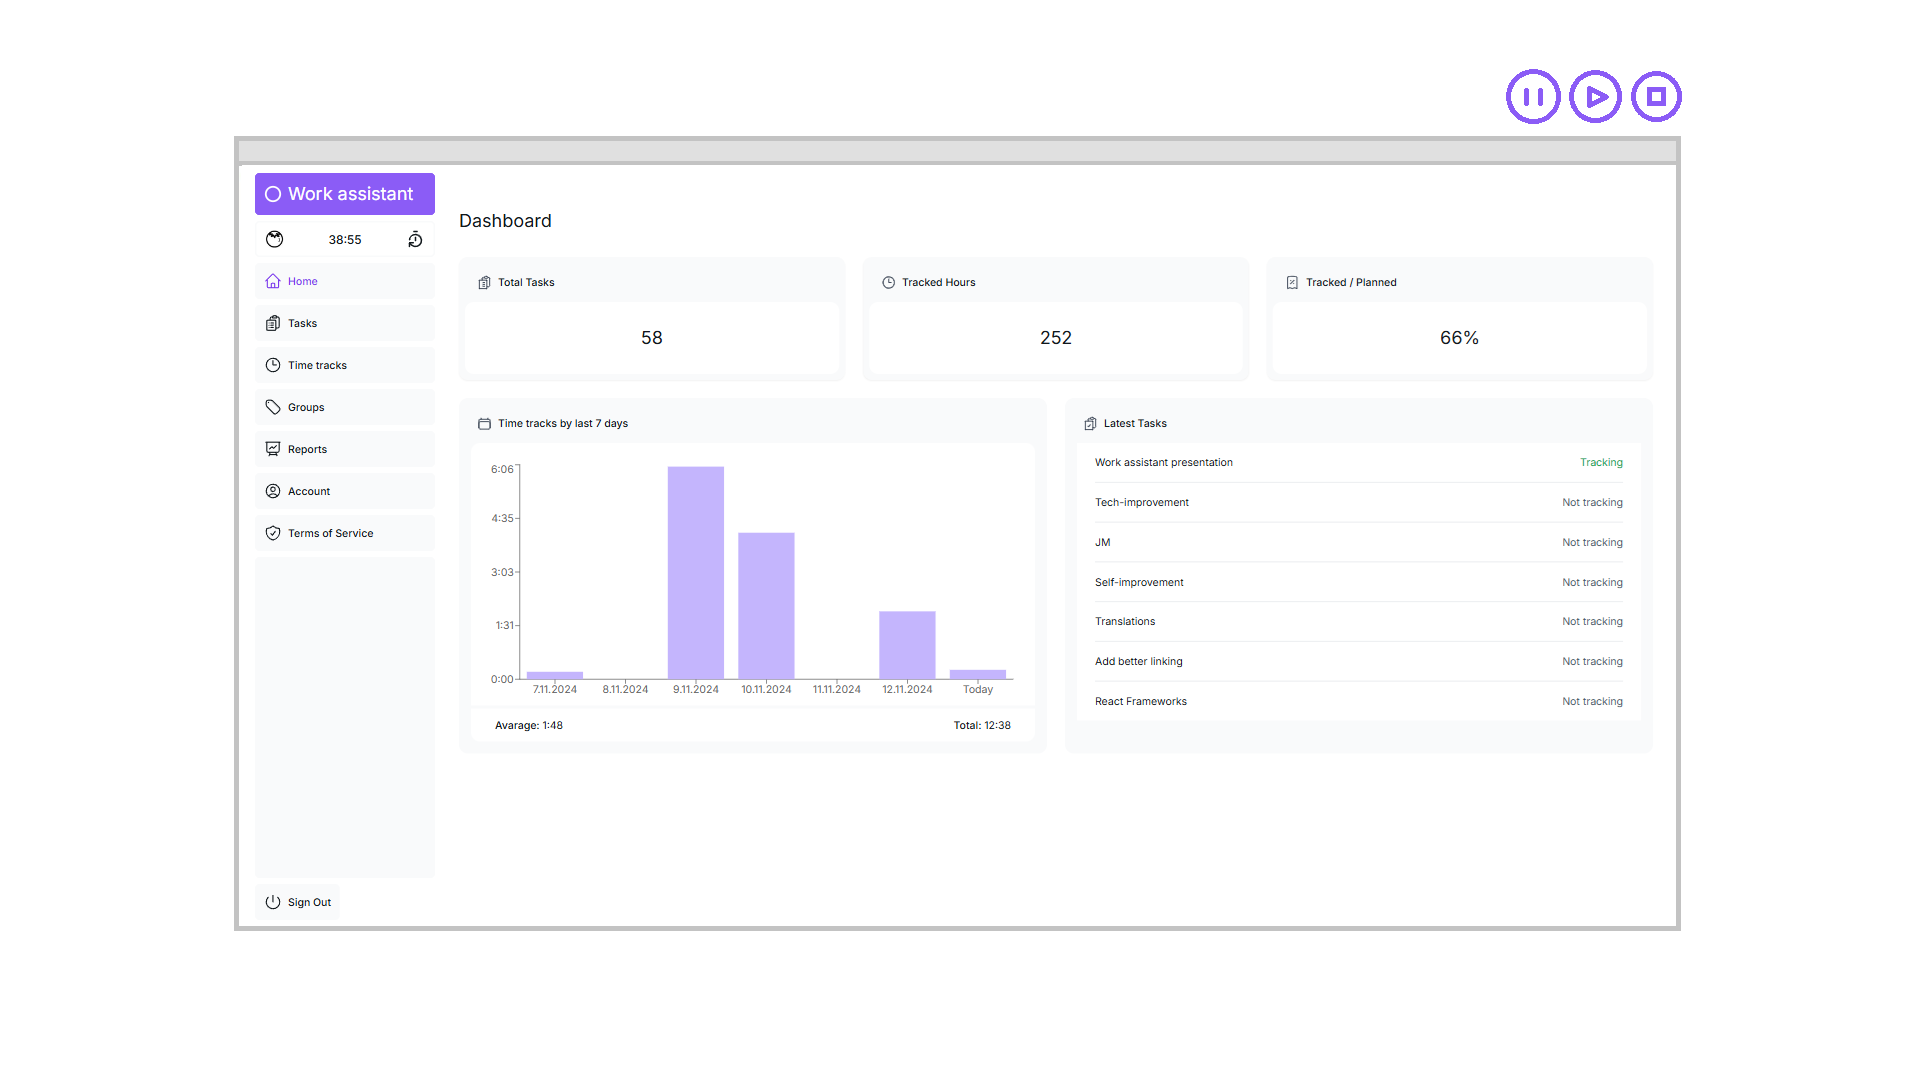 Work assistant
38:55
Home
Tasks
Time tracks
Groups
Reports
Account
Terms of Service
Sign Out
Dashboard
Total Tasks
58
Tracked Hours
252
Tracked / Planned
66%
Time tracks by last 7 days
6:06
4:35
3:03
1:31
0:00
7.11.2024 8.11.2024 9.11.2024 10.11.2024 11.11.2024 12.11.2024 Today
Avarage: 1:48 Total: 12:38
Latest Tasks
Work assistant presentation Tracking
Tech-improvement Not tracking
JM Not tracking
Self-improvement Not tracking
Translations Not tracking
Add better linking Not tracking
React Frameworks Not tracking